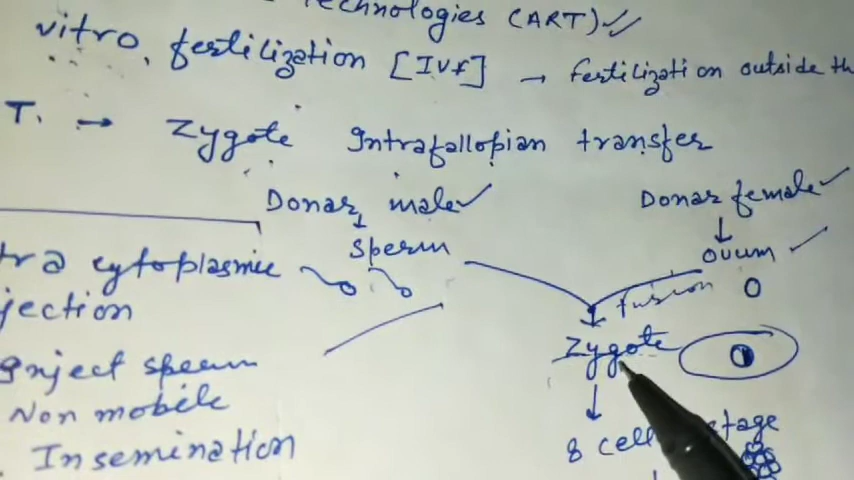 Technologies (ART)
vitro fertilization [IVF] → fertilization outside th
T. → Zygote Intrafallopian transfer
Donar male
Donar female
sperm
ovum
fusion
tra cytoplasmic
jection
Zygote
Inject sperm
Non mobile
8 cell stage
Insemination